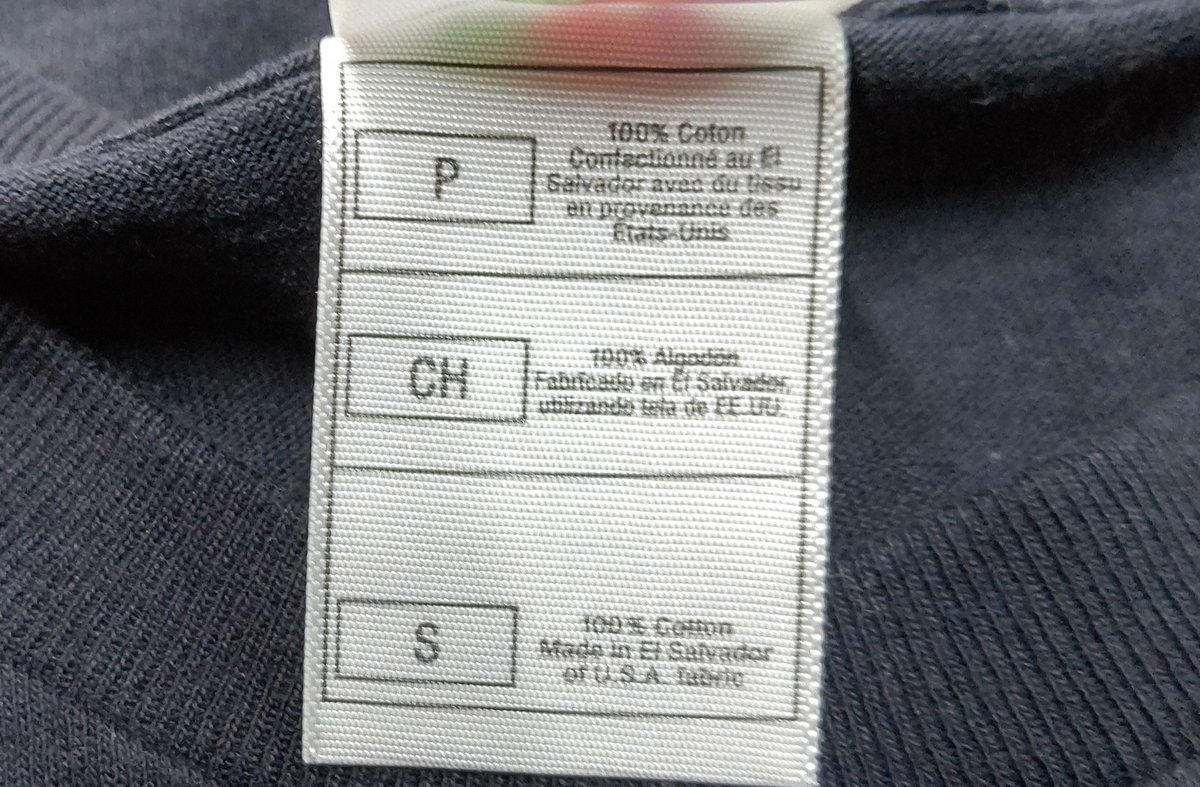 P
100% Coton
Confectionné au El
Salvador avec du tissu
en provenance des
États-Unis
CH
100% Algodón
Fabricado en El Salvador,
utilizando tela de EE.UU.
S
100% Cotton
Made in El Salvador
of U.S.A. fabric